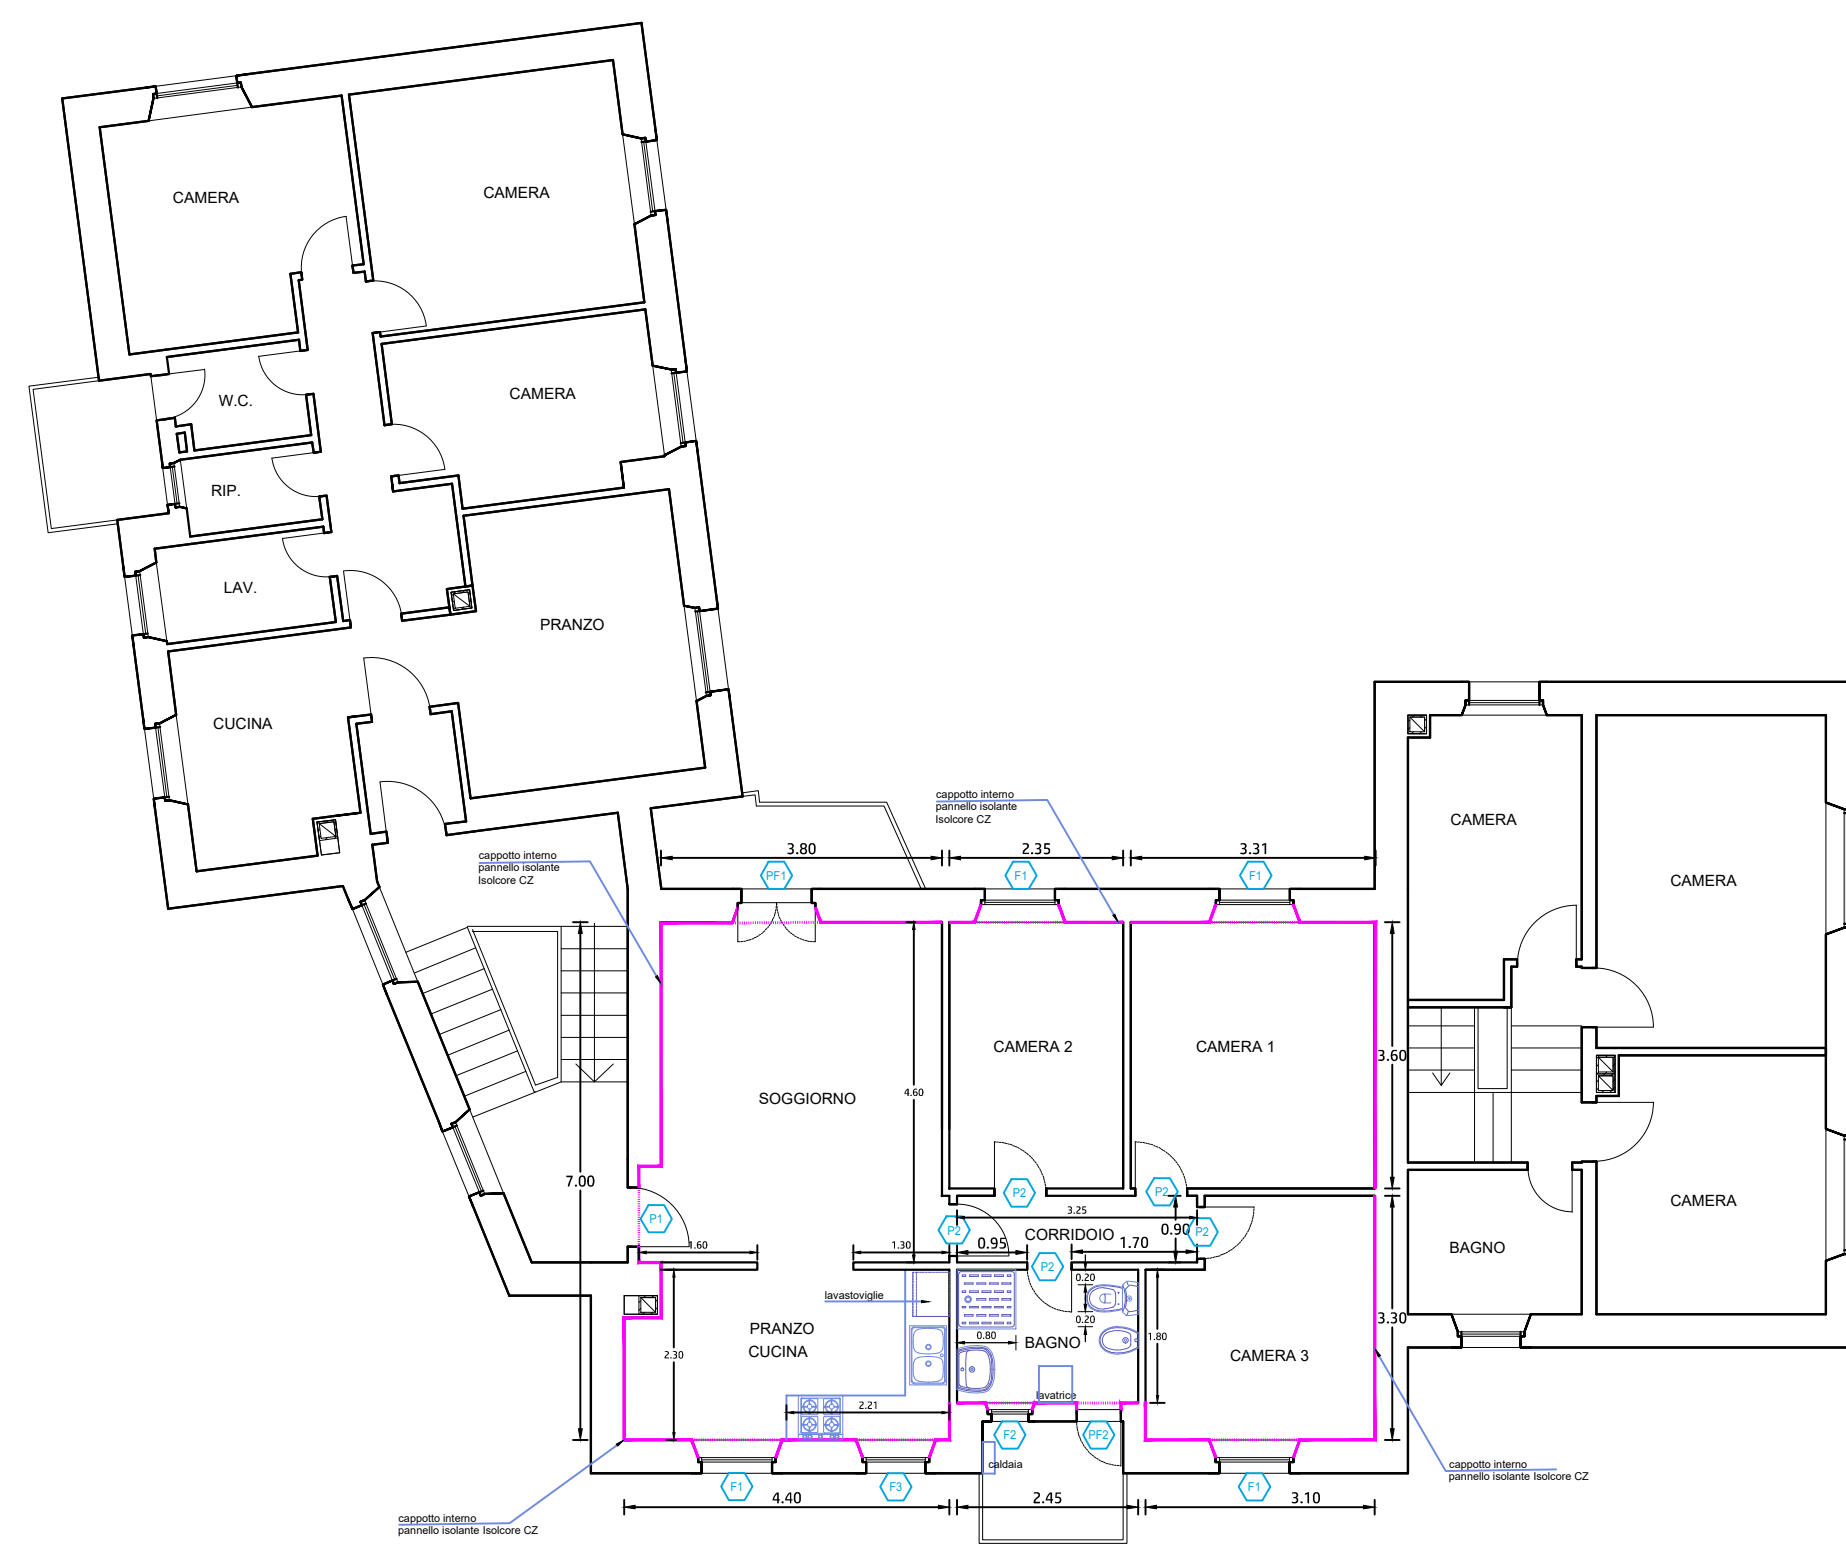 CAMERA
CAMERA
CAMERA
W.C.
RIP.
LAV.
PRANZO
CUCINA
cappotto interno
pannello isolante
Isolcore CZ
cappotto interno
pannello isolante
Isolcore CZ
3.80
2.35
3.31
PF1
F1
F1
CAMERA
CAMERA
CAMERA 2
CAMERA 1
3.60
SOGGIORNO
4.60
7.00
P2
P2
CAMERA
P1
3.25
P2
CORRIDOIO
0.90
P2
1.60
1.30
0.95
1.70
BAGNO
P2
0.20
lavastoviglie
0.20
3.30
PRANZO
CUCINA
2.30
0.80
BAGNO
1.80
CAMERA 3
lavatrice
2.21
F2
PF2
caldaia
cappotto interno
pannello isolante Isolcore CZ
F1
F3
F1
4.40
2.45
3.10
cappotto interno
pannello isolante Isolcore CZ